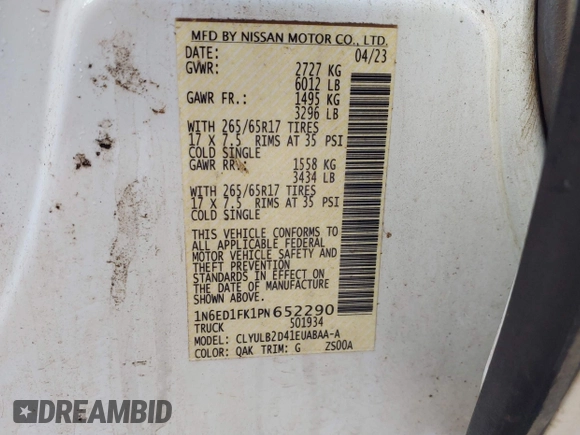 MFD BY NISSAN MOTOR CO., LTD.
DATE: 04/23
GVWR: 2727 KG
6012 LB
GAWR FR.: 1495 KG
3296 LB
WITH 265/65R17 TIRES
17 X 7.5 RIMS AT 35 PSI
COLD SINGLE
GAWR RR.: 1558 KG
3434 LB
WITH 265/65R17 TIRES
17 X 7.5 RIMS AT 35 PSI
COLD SINGLE
THIS VEHICLE CONFORMS TO
ALL APPLICABLE FEDERAL
MOTOR VEHICLE SAFETY AND
THEFT PREVENTION
STANDARDS IN EFFECT ON
THE DATE OF MANUFACTURE
SHOWN ABOVE.
1N6ED1FK1PN652290
TRUCK 501934
MODEL: CLYULB2D41EUABAA-A
COLOR: QAK TRIM: G ZS00A
DREAMBID